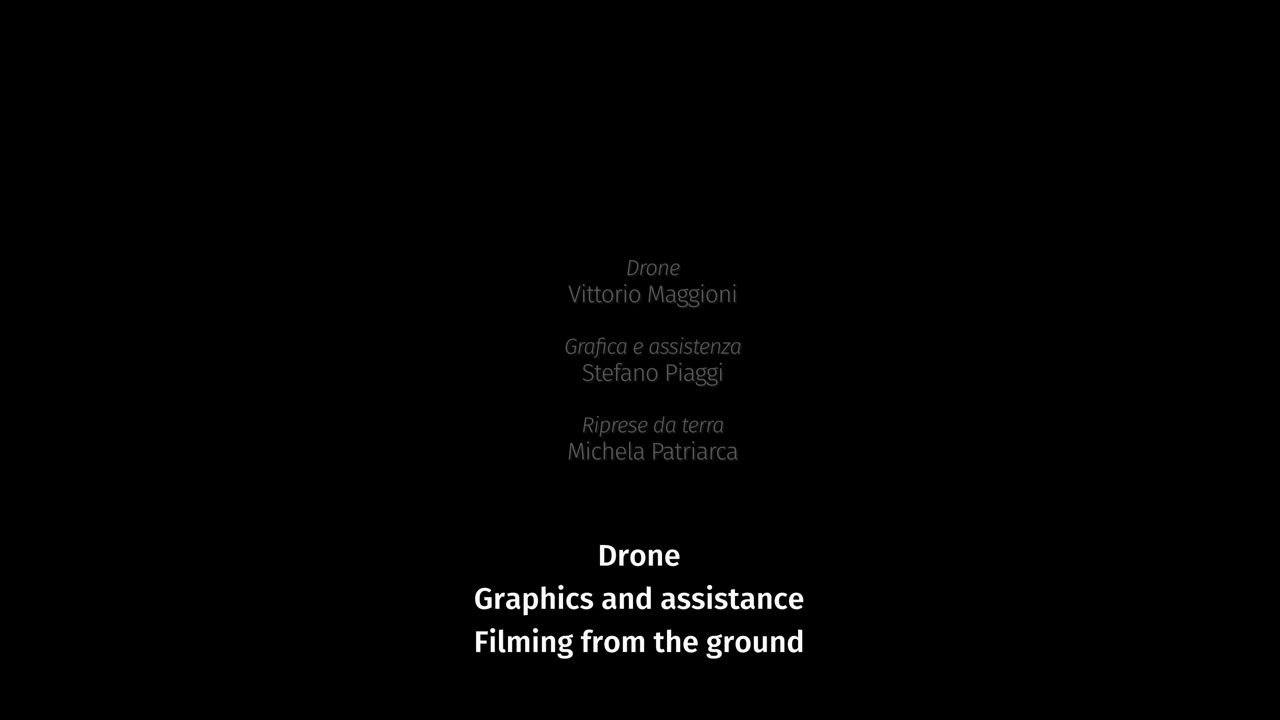 Drone
Vittorio Maggioni
Grafica e assistenza
Stefano Piaggi
Riprese da terra
Michela Patriarca
Drone
Graphics and assistance
Filming from the ground